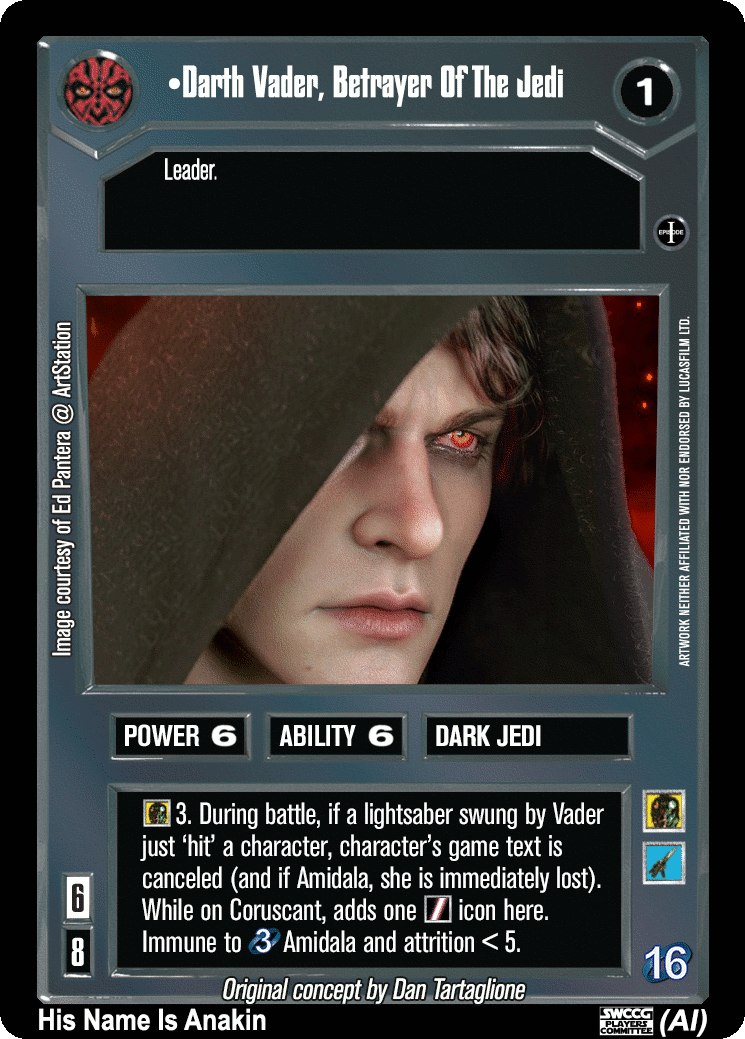 •Darth Vader, Betrayer Of The Jedi
1
Leader.
EPISODE
I
Image courtesy of Ed Pantera @ ArtStation
ARTWORK NEITHER AFFILIATED WITH NOR ENDORSED BY LUCASFILM LTD.
POWER 6
ABILITY 6
DARK JEDI
3. During battle, if a lightsaber swung by Vader
just ‘hit’ a character, character’s game text is
canceled (and if Amidala, she is immediately lost).
While on Coruscant, adds one icon here.
Immune to 3 Amidala and attrition < 5.
6
8
16
Original concept by Dan Tartaglione
His Name Is Anakin
SWCCG
PLAYERS
COMMITTEE
(AI)